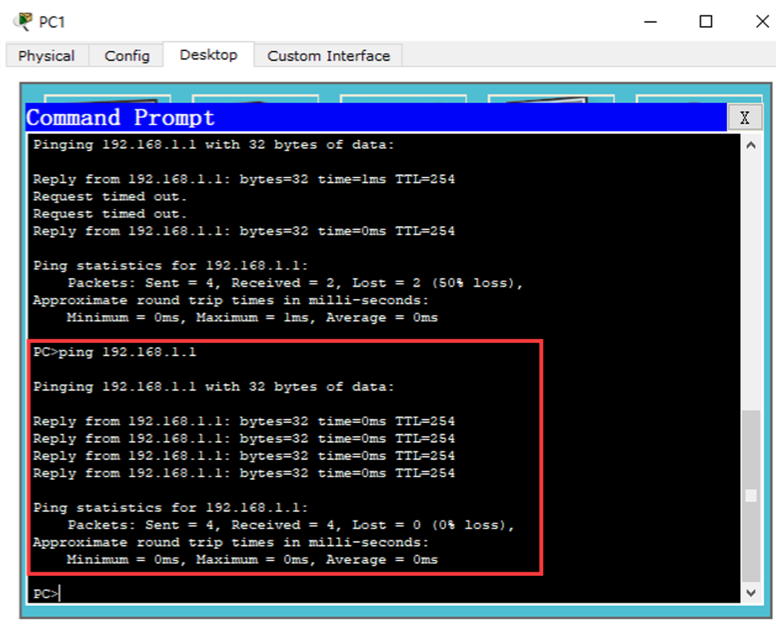 PC1
Physical Config Desktop Custom Interface
Command Prompt X
Pinging 192.168.1.1 with 32 bytes of data:
Reply from 192.168.1.1: bytes=32 time=1ms TTL=254
Request timed out.
Request timed out.
Reply from 192.168.1.1: bytes=32 time=0ms TTL=254
Ping statistics for 192.168.1.1:
Packets: Sent = 4, Received = 2, Lost = 2 (50% loss),
Approximate round trip times in milli-seconds:
Minimum = 0ms, Maximum = 1ms, Average = 0ms
PC>ping 192.168.1.1
Pinging 192.168.1.1 with 32 bytes of data:
Reply from 192.168.1.1: bytes=32 time=0ms TTL=254
Reply from 192.168.1.1: bytes=32 time=0ms TTL=254
Reply from 192.168.1.1: bytes=32 time=0ms TTL=254
Reply from 192.168.1.1: bytes=32 time=0ms TTL=254
Ping statistics for 192.168.1.1:
Packets: Sent = 4, Received = 4, Lost = 0 (0% loss),
Approximate round trip times in milli-seconds:
Minimum = 0ms, Maximum = 0ms, Average = 0ms
PC>